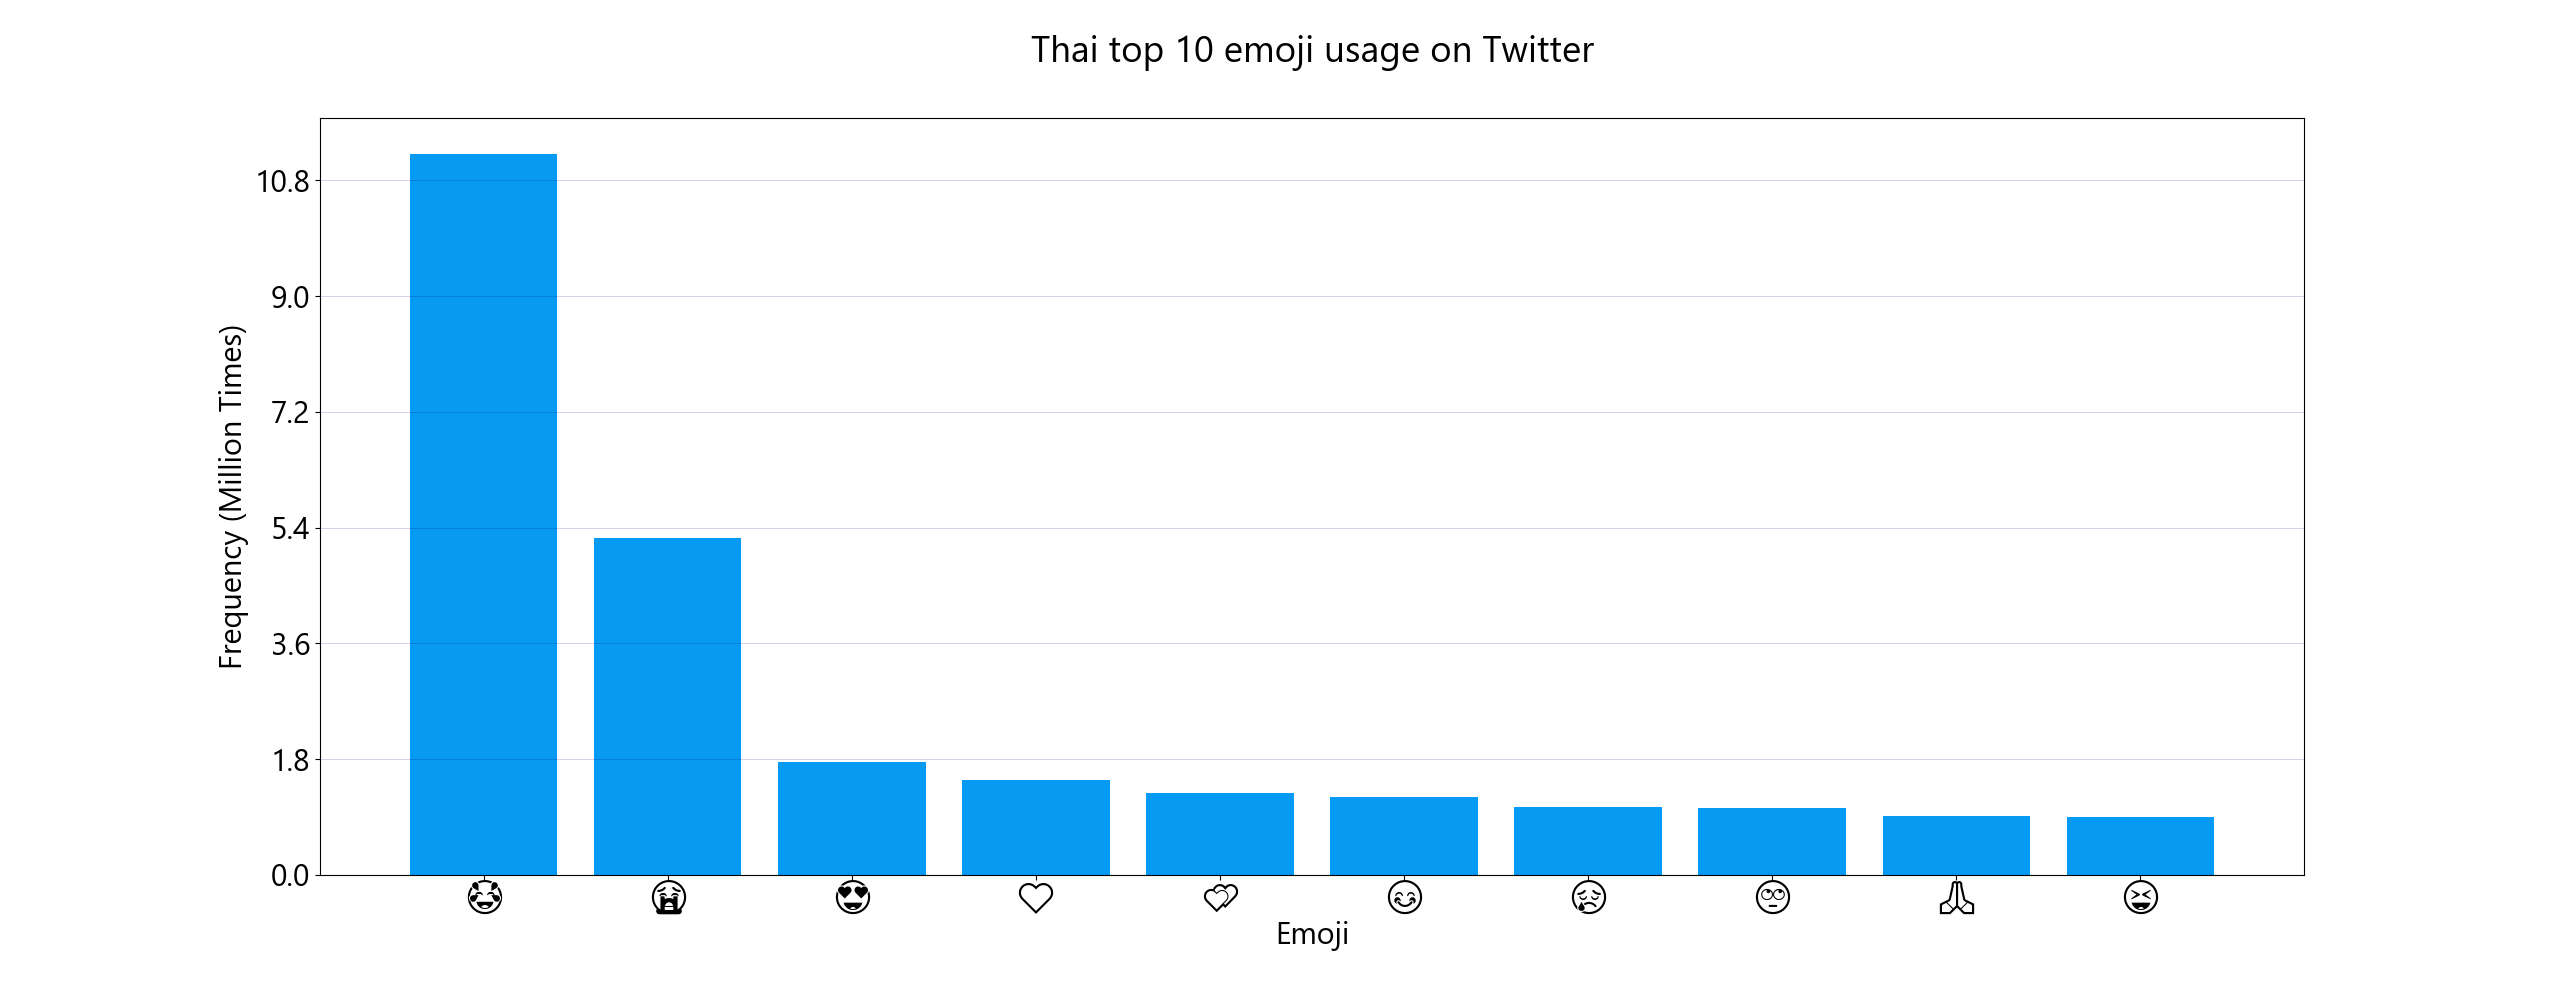 Thai top 10 emoji usage on Twitter
Frequency (Million Times)
10.8
9.0
7.2
5.4
3.6
1.8
0.0
😂 😭 😍 ♡ 💕 😊 😢 🙄 🙏 😆
Emoji